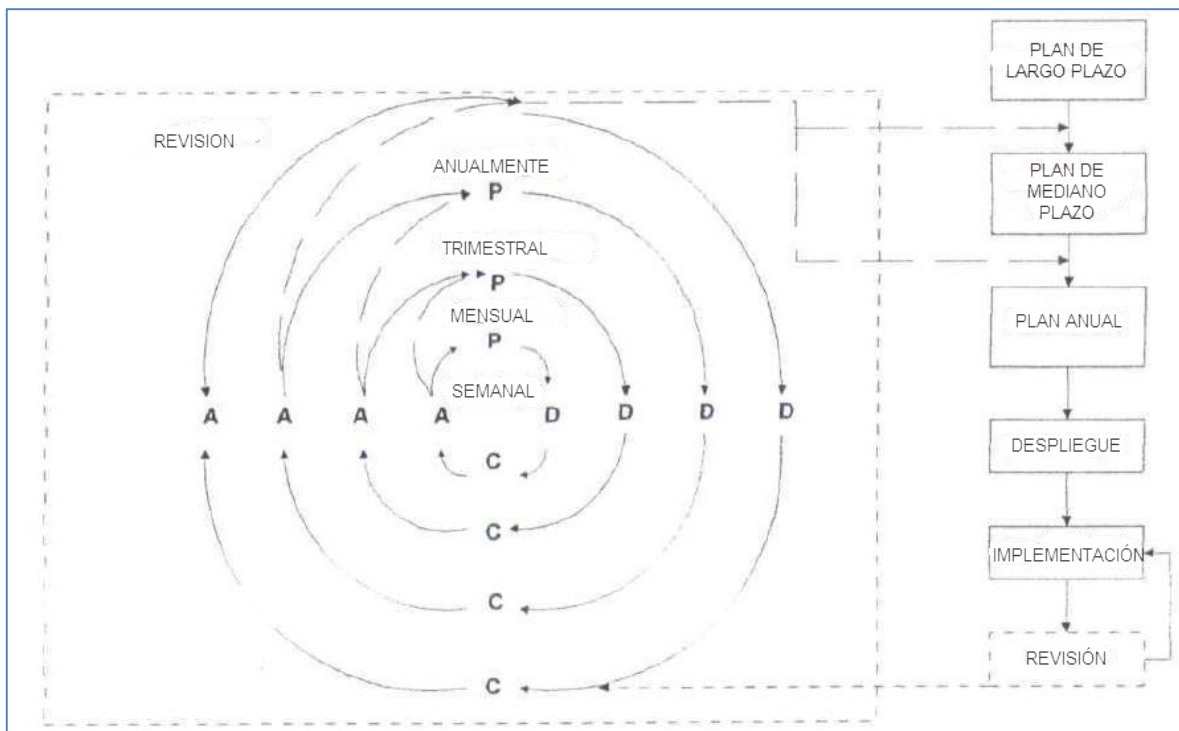 REVISION
ANUALMENTE
P
TRIMESTRAL
P
MENSUAL
P
SEMANAL
A A A A D D D D
C
C
C
C
PLAN DE
LARGO PLAZO
PLAN DE
MEDIANO
PLAZO
PLAN ANUAL
DESPLIEGUE
IMPLEMENTACIÓN
REVISIÓN